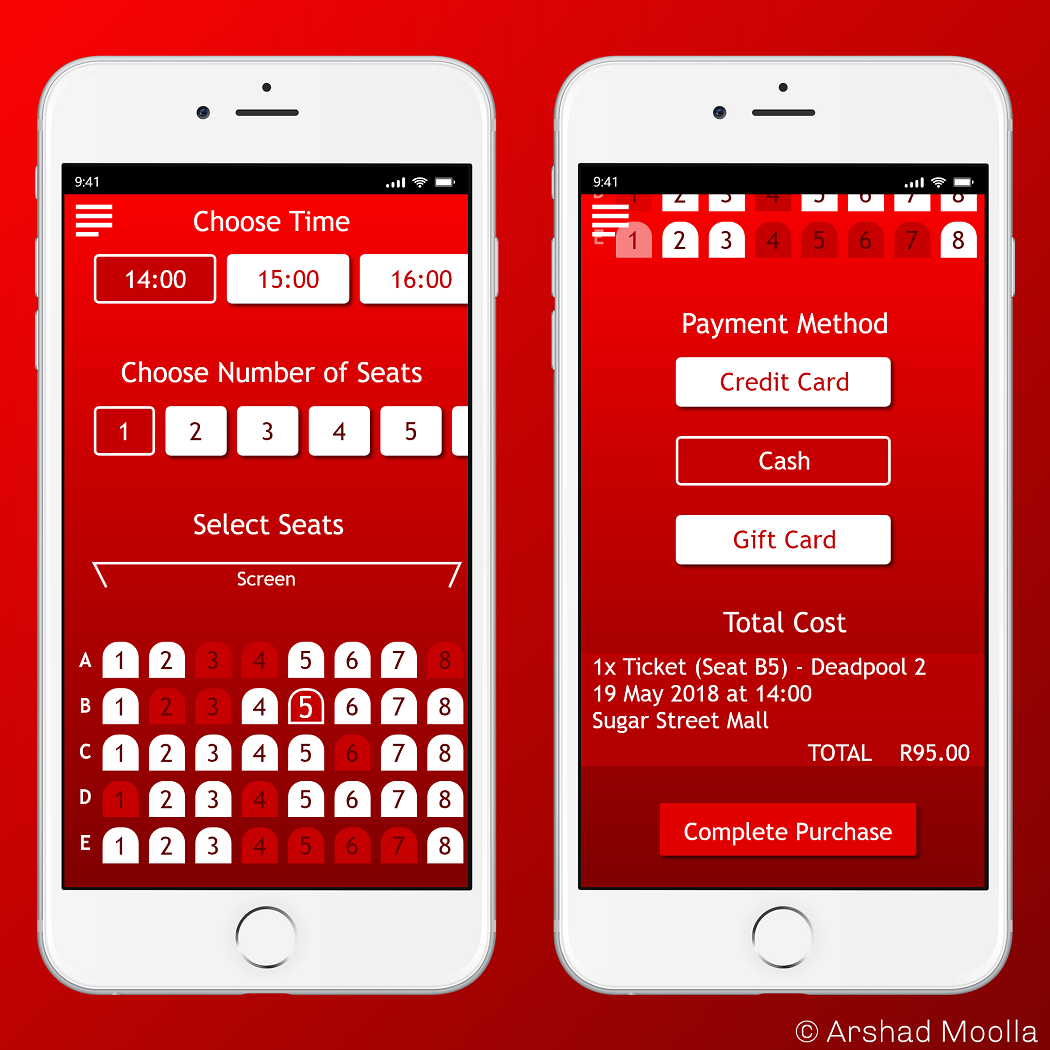 9:41
Choose Time
14:00 15:00 16:00
Choose Number of Seats
1 2 3 4 5
Select Seats
Screen
A 1 2 3 4 5 6 7 8
B 1 2 3 4 5 6 7 8
C 1 2 3 4 5 6 7 8
D 1 2 3 4 5 6 7 8
E 1 2 3 4 5 6 7 8
9:41
D 1 2 3 4 5 6 7 8
E 1 2 3 4 5 6 7 8
Payment Method
Credit Card
Cash
Gift Card
Total Cost
1x Ticket (Seat B5) - Deadpool 2
19 May 2018 at 14:00
Sugar Street Mall
TOTAL R95.00
Complete Purchase
© Arshad Moolla